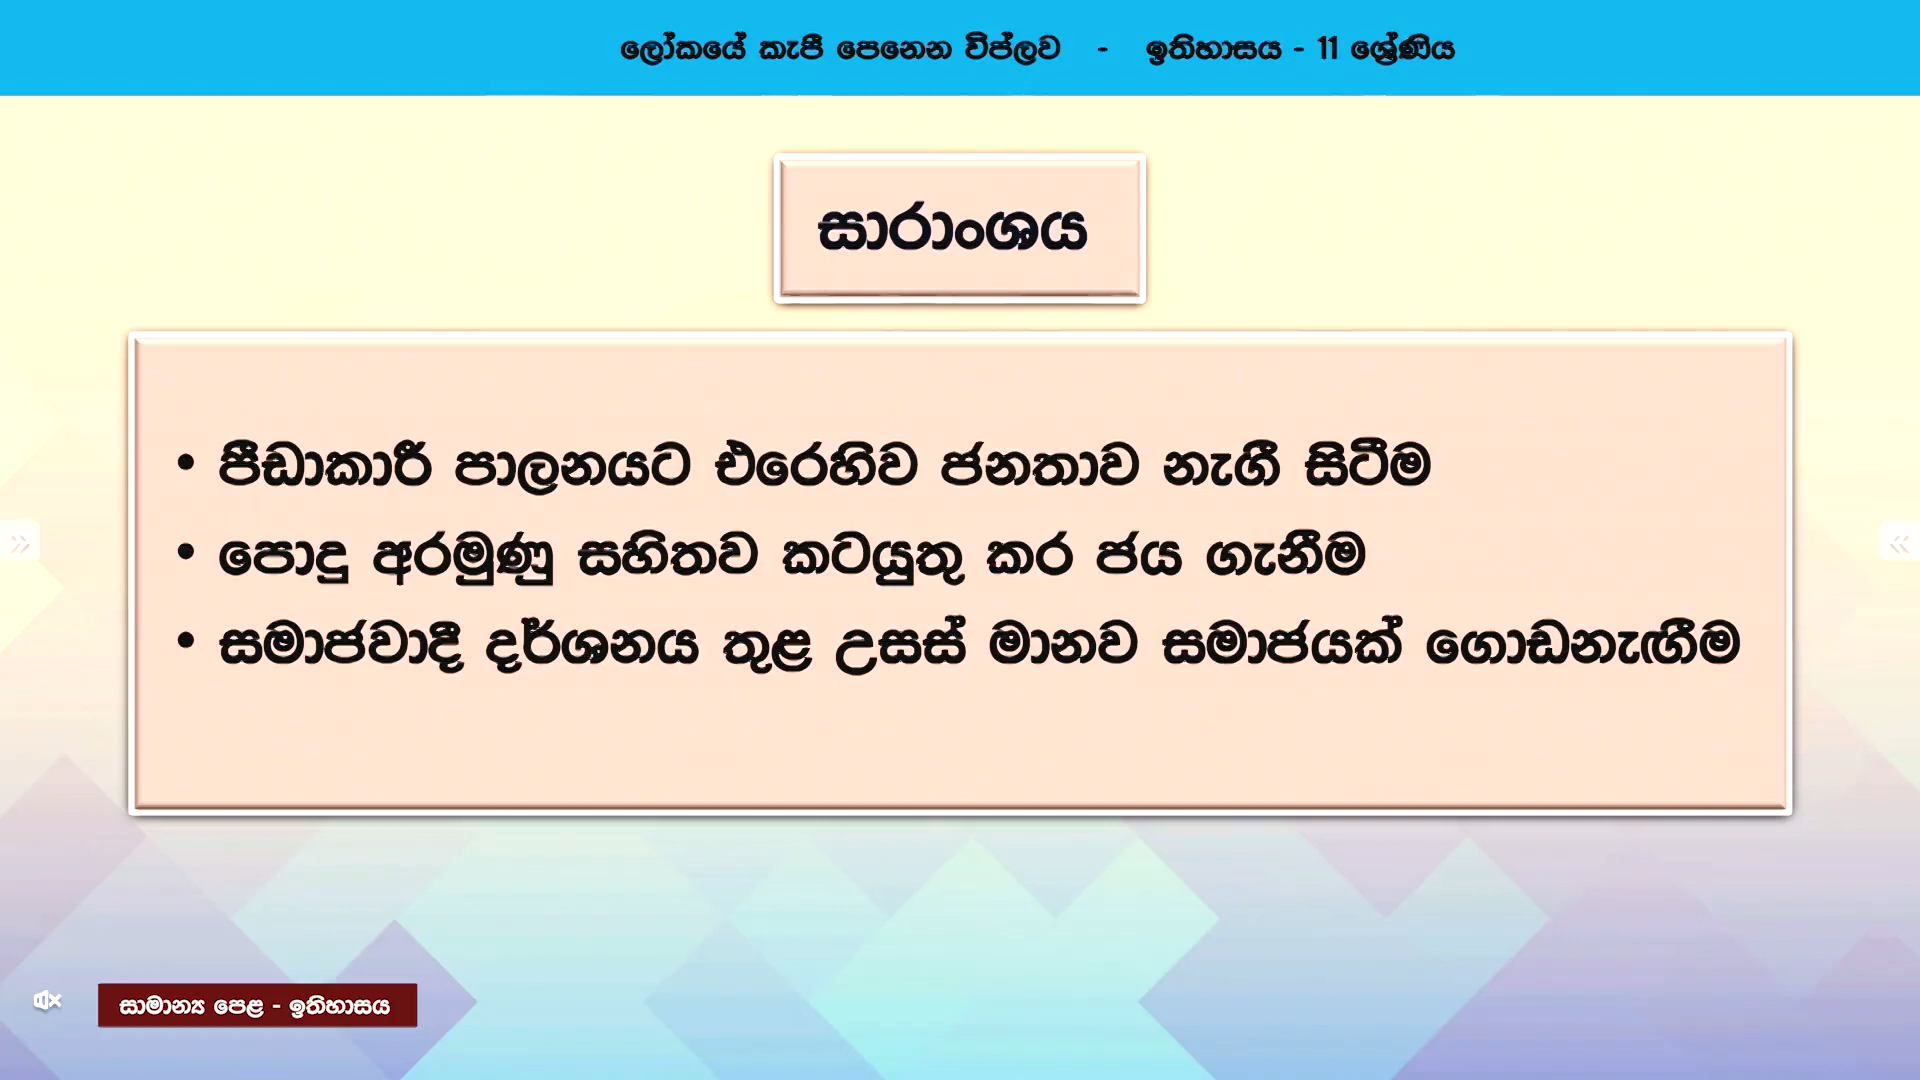 ලෝකයේ කැපී පෙනෙන විප්ලව - ඉතිහාසය - 11 ශ්‍රේණිය
සාරාංශය
• පීඩාකාරී පාලනයට එරෙහිව ජනතාව නැගී සිටීම
• පොදු අරමුණු සහිතව කටයුතු කර ජය ගැනීම
• සමාජවාදී දර්ශනය තුළ උසස් මානව සමාජයක් ගොඩනැඟීම
සාමාන්‍ය පෙළ - ඉතිහාසය